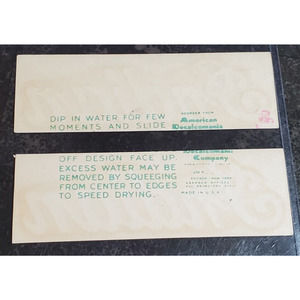 DIP IN WATER FOR FEW
MOMENTS AND SLIDE
American
Decalcomania
OFF DESIGN FACE UP.
EXCESS WATER MAY BE
REMOVED BY SQUEEGING
FROM CENTER TO EDGES
TO SPEED DRYING.
Decalcomania
Company
MADE IN U.S.A.